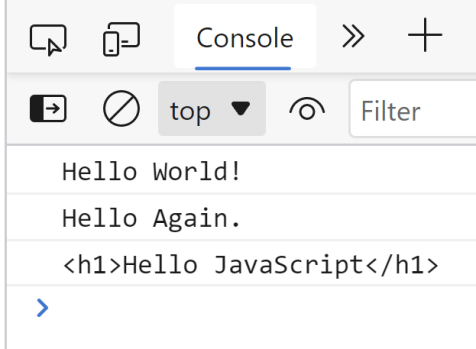 Console
top Filter
Hello World!
Hello Again.
<h1>Hello JavaScript</h1>